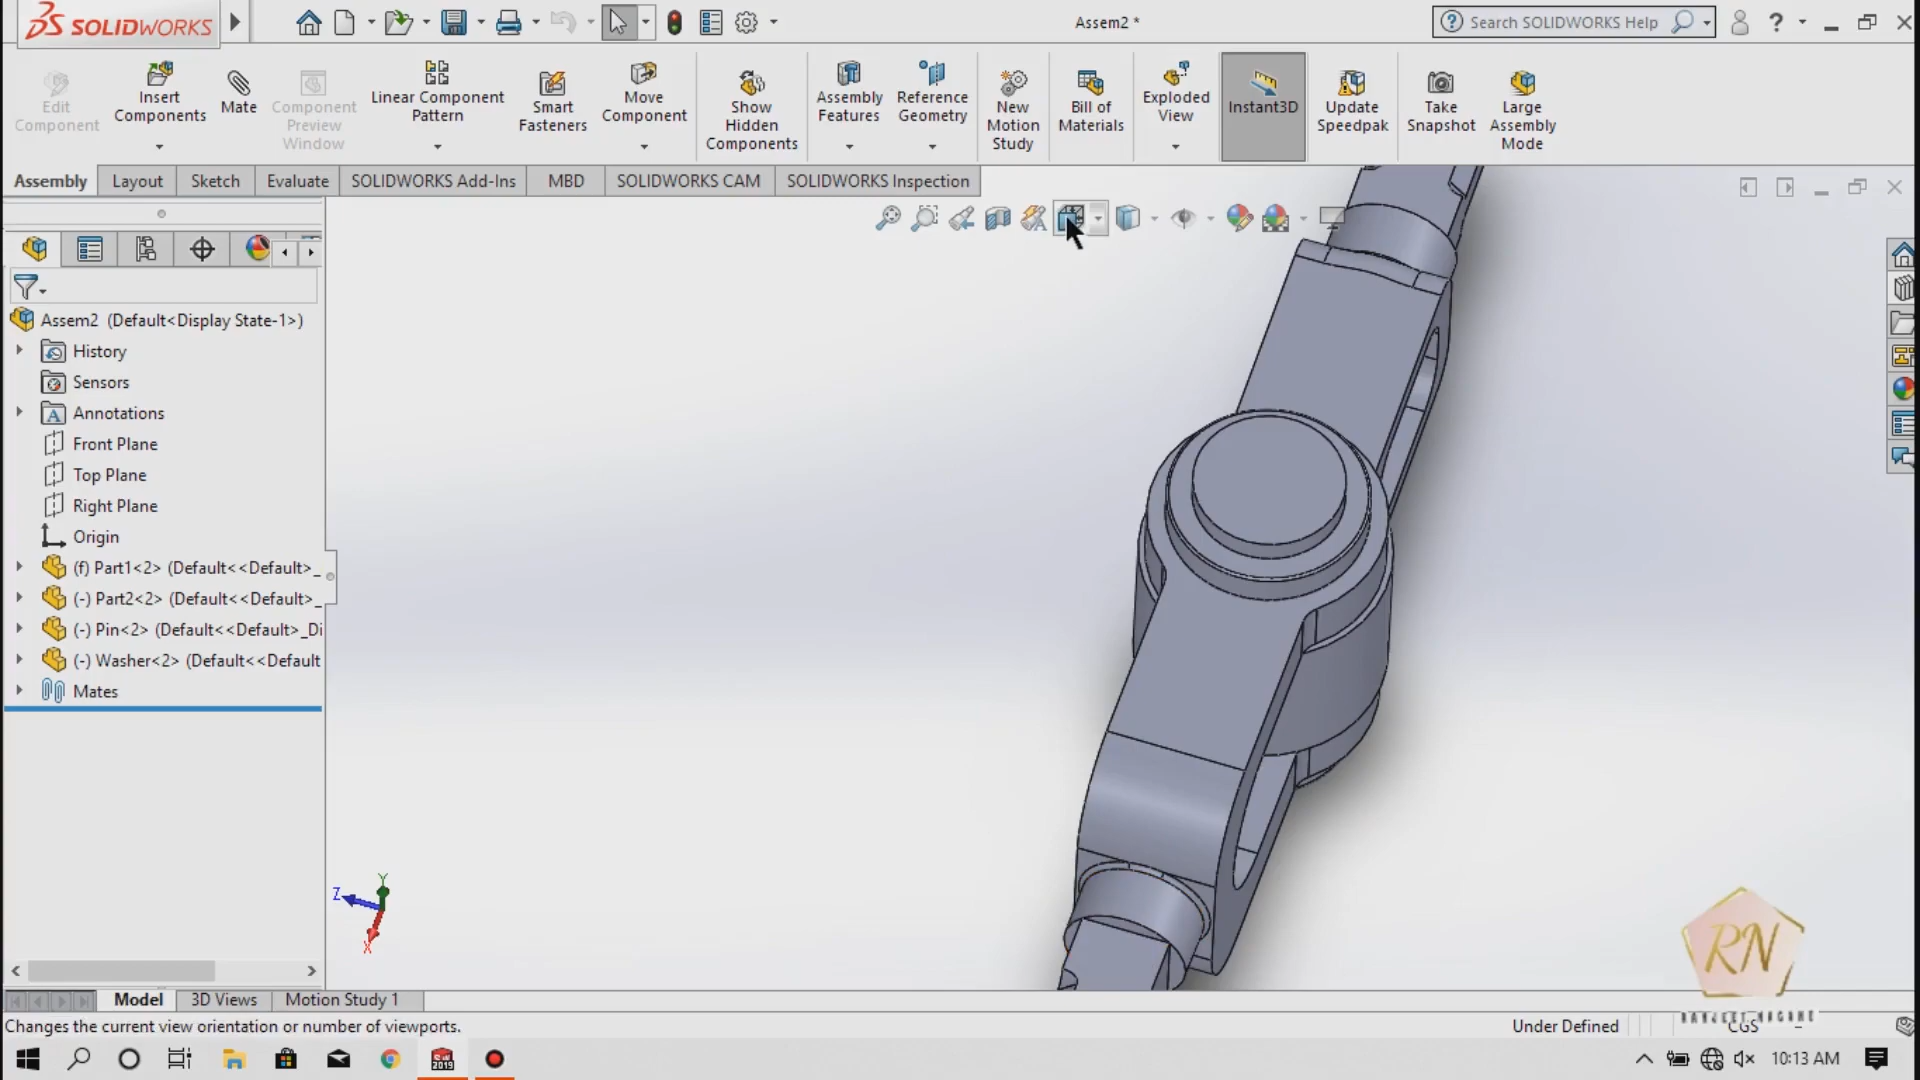 SOLIDWORKS
Assem2 *
Search SOLIDWORKS Help
Edit Component
Insert Components
Mate
Component Preview Window
Linear Component Pattern
Smart Fasteners
Move Component
Show Hidden Components
Assembly Features
Reference Geometry
New Motion Study
Bill of Materials
Exploded View
Instant3D
Update Speedpak
Take Snapshot
Large Assembly Mode
Assembly
Layout
Sketch
Evaluate
SOLIDWORKS Add-Ins
MBD
SOLIDWORKS CAM
SOLIDWORKS Inspection
Assem2 (Default<Display State-1>)
History
Sensors
Annotations
Front Plane
Top Plane
Right Plane
Origin
(f) Part1<2> (Default<<Default>_
(-) Part2<2> (Default<<Default>_
(-) Pin<2> (Default<<Default>_Di
(-) Washer<2> (Default<<Default
Mates
Y
Z
X
RN
Model
3D Views
Motion Study 1
Changes the current view orientation or number of viewports.
Under Defined
CGS
10:13 AM